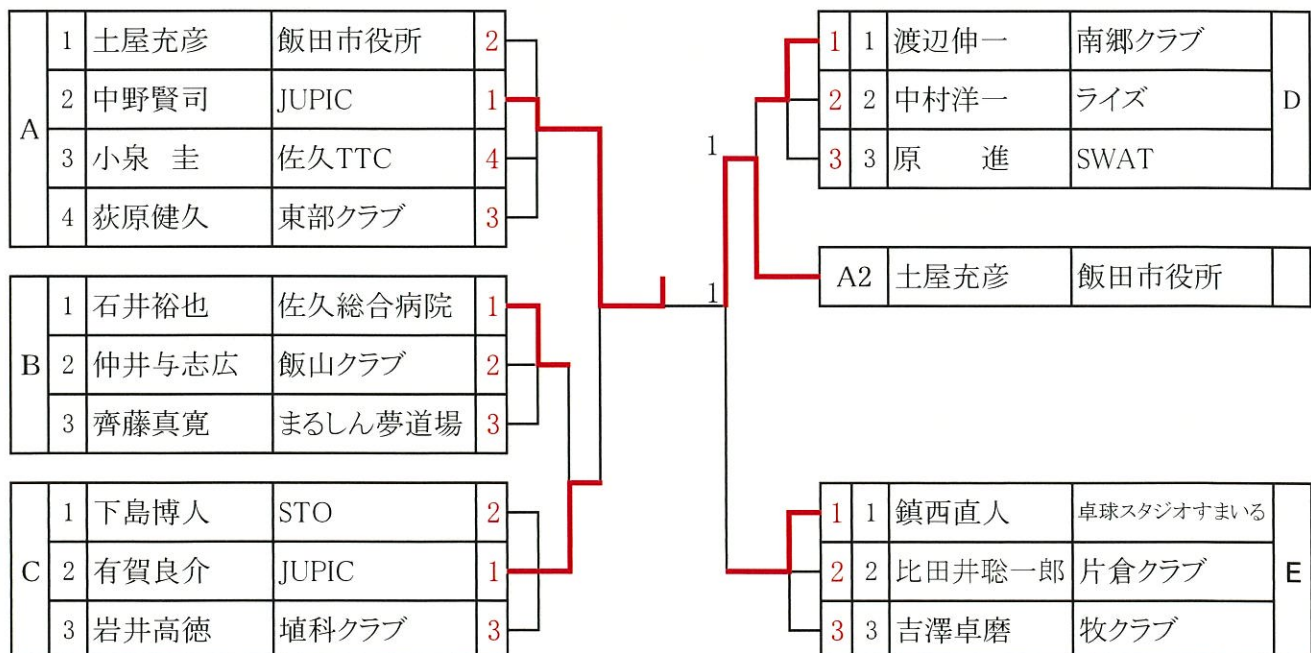 A
1 土屋充彦 飯田市役所 2
2 中野賢司 JUPIC 1
3 小泉 圭 佐久TTC 4
4 荻原健久 東部クラブ 3
B
1 石井裕也 佐久総合病院 1
2 仲井与志広 飯山クラブ 2
3 齊藤真寛 まるしん夢道場 3
C
1 下島博人 STO 2
2 有賀良介 JUPIC 1
3 岩井高徳 埴科クラブ 3
1
1
1 1 渡辺伸一 南郷クラブ
2 2 中村洋一 ライズ
3 3 原 進 SWAT
D
A2 土屋充彦 飯田市役所
1 1 鎮西直人 卓球スタジオすまいる
2 2 比田井聡一郎 片倉クラブ
3 3 吉澤卓磨 牧クラブ
E